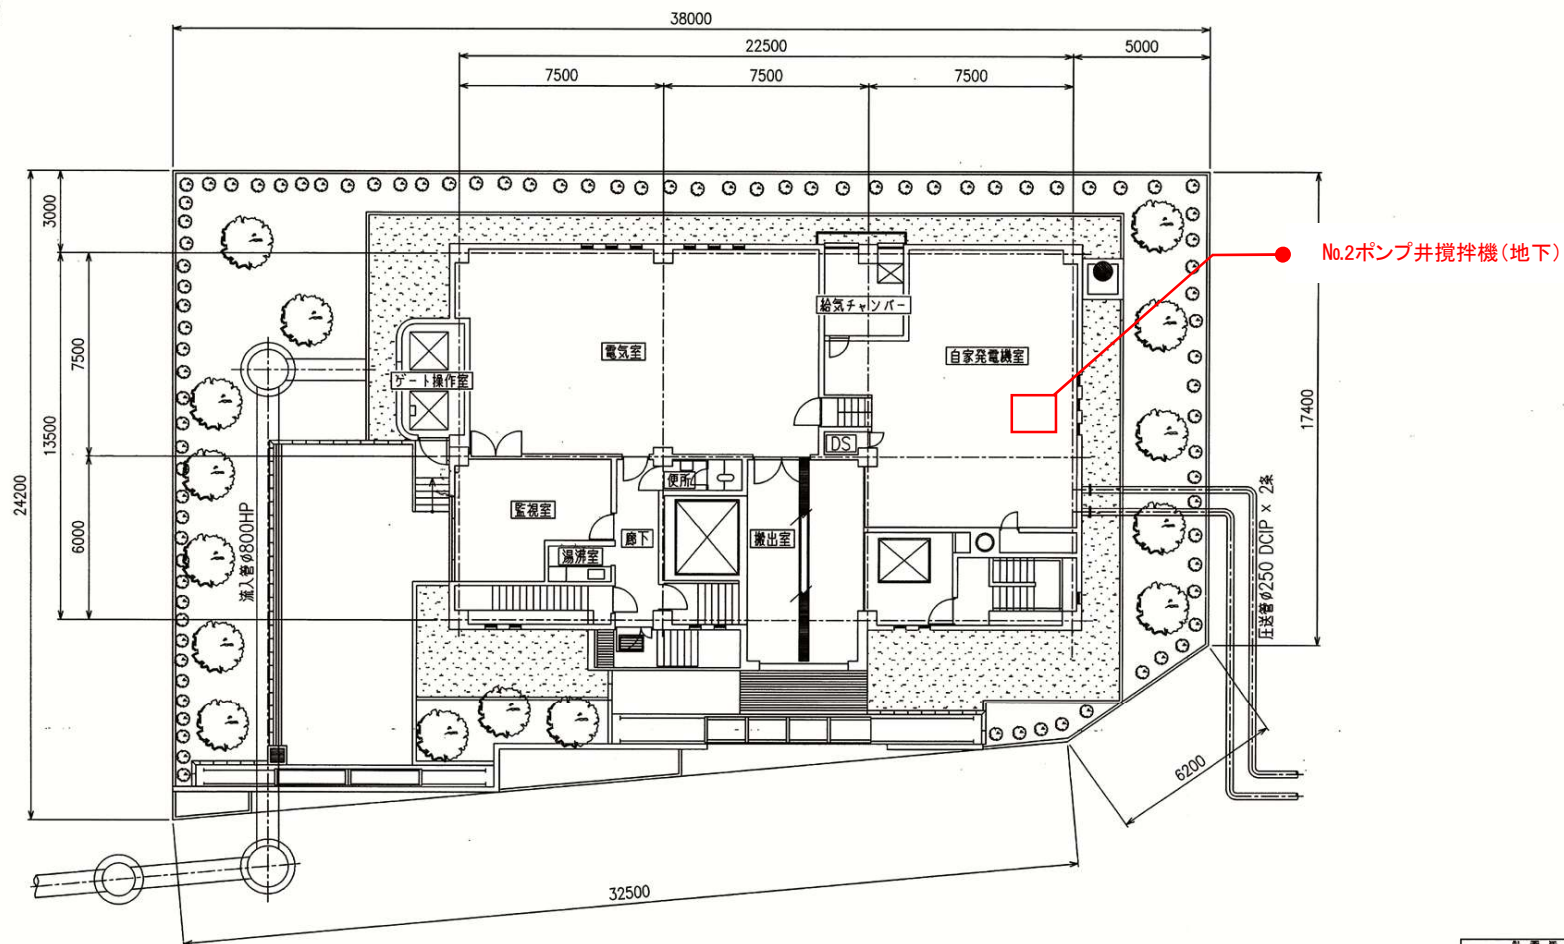 38000
22500
5000
7500
7500
7500
3000
No.2ポンプ井撹拌機(地下)
給気チャンバー
電気室
自家発電機室
7500
ゲート操作室
13500
17400
DS
24200
便所
監視室
6000
廊下
搬出室
湯沸室
流入管φ800HP
圧送管φ250 DCIP × 2条
6200
32500